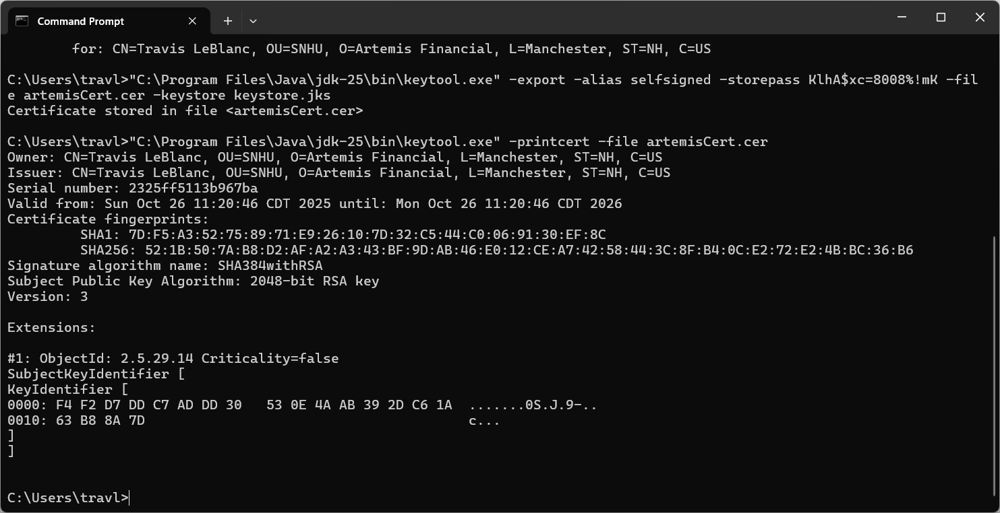 Command Prompt
for: CN=Travis LeBlanc, OU=SNHU, O=Artemis Financial, L=Manchester, ST=NH, C=US
C:\Users\travl>"C:\Program Files\Java\jdk-25\bin\keytool.exe" -export -alias selfsigned -storepass KlhA$xc=8008%!mK -fil
e artemisCert.cer -keystore keystore.jks
Certificate stored in file <artemisCert.cer>
C:\Users\travl>"C:\Program Files\Java\jdk-25\bin\keytool.exe" -printcert -file artemisCert.cer
Owner: CN=Travis LeBlanc, OU=SNHU, O=Artemis Financial, L=Manchester, ST=NH, C=US
Issuer: CN=Travis LeBlanc, OU=SNHU, O=Artemis Financial, L=Manchester, ST=NH, C=US
Serial number: 2325ff5113b967ba
Valid from: Sun Oct 26 11:20:46 CDT 2025 until: Mon Oct 26 11:20:46 CDT 2026
Certificate fingerprints:
SHA1: 7D:F5:A3:52:75:89:71:E9:26:10:7D:32:C5:44:C0:06:91:30:EF:8C
SHA256: 52:1B:50:7A:B8:D2:AF:A2:A3:43:BF:9D:AB:46:E0:12:CE:A7:42:58:44:3C:8F:B4:0C:E2:72:E2:4B:BC:36:B6
Signature algorithm name: SHA384withRSA
Subject Public Key Algorithm: 2048-bit RSA key
Version: 3
Extensions:
#1: ObjectId: 2.5.29.14 Criticality=false
SubjectKeyIdentifier [
KeyIdentifier [
0000: F4 F2 D7 DD C7 AD DD 30   53 0E 4A AB 39 2D C6 1A  .......0S.J.9-..
0010: 63 B8 8A 7D                                        c...
]
]
C:\Users\travl>